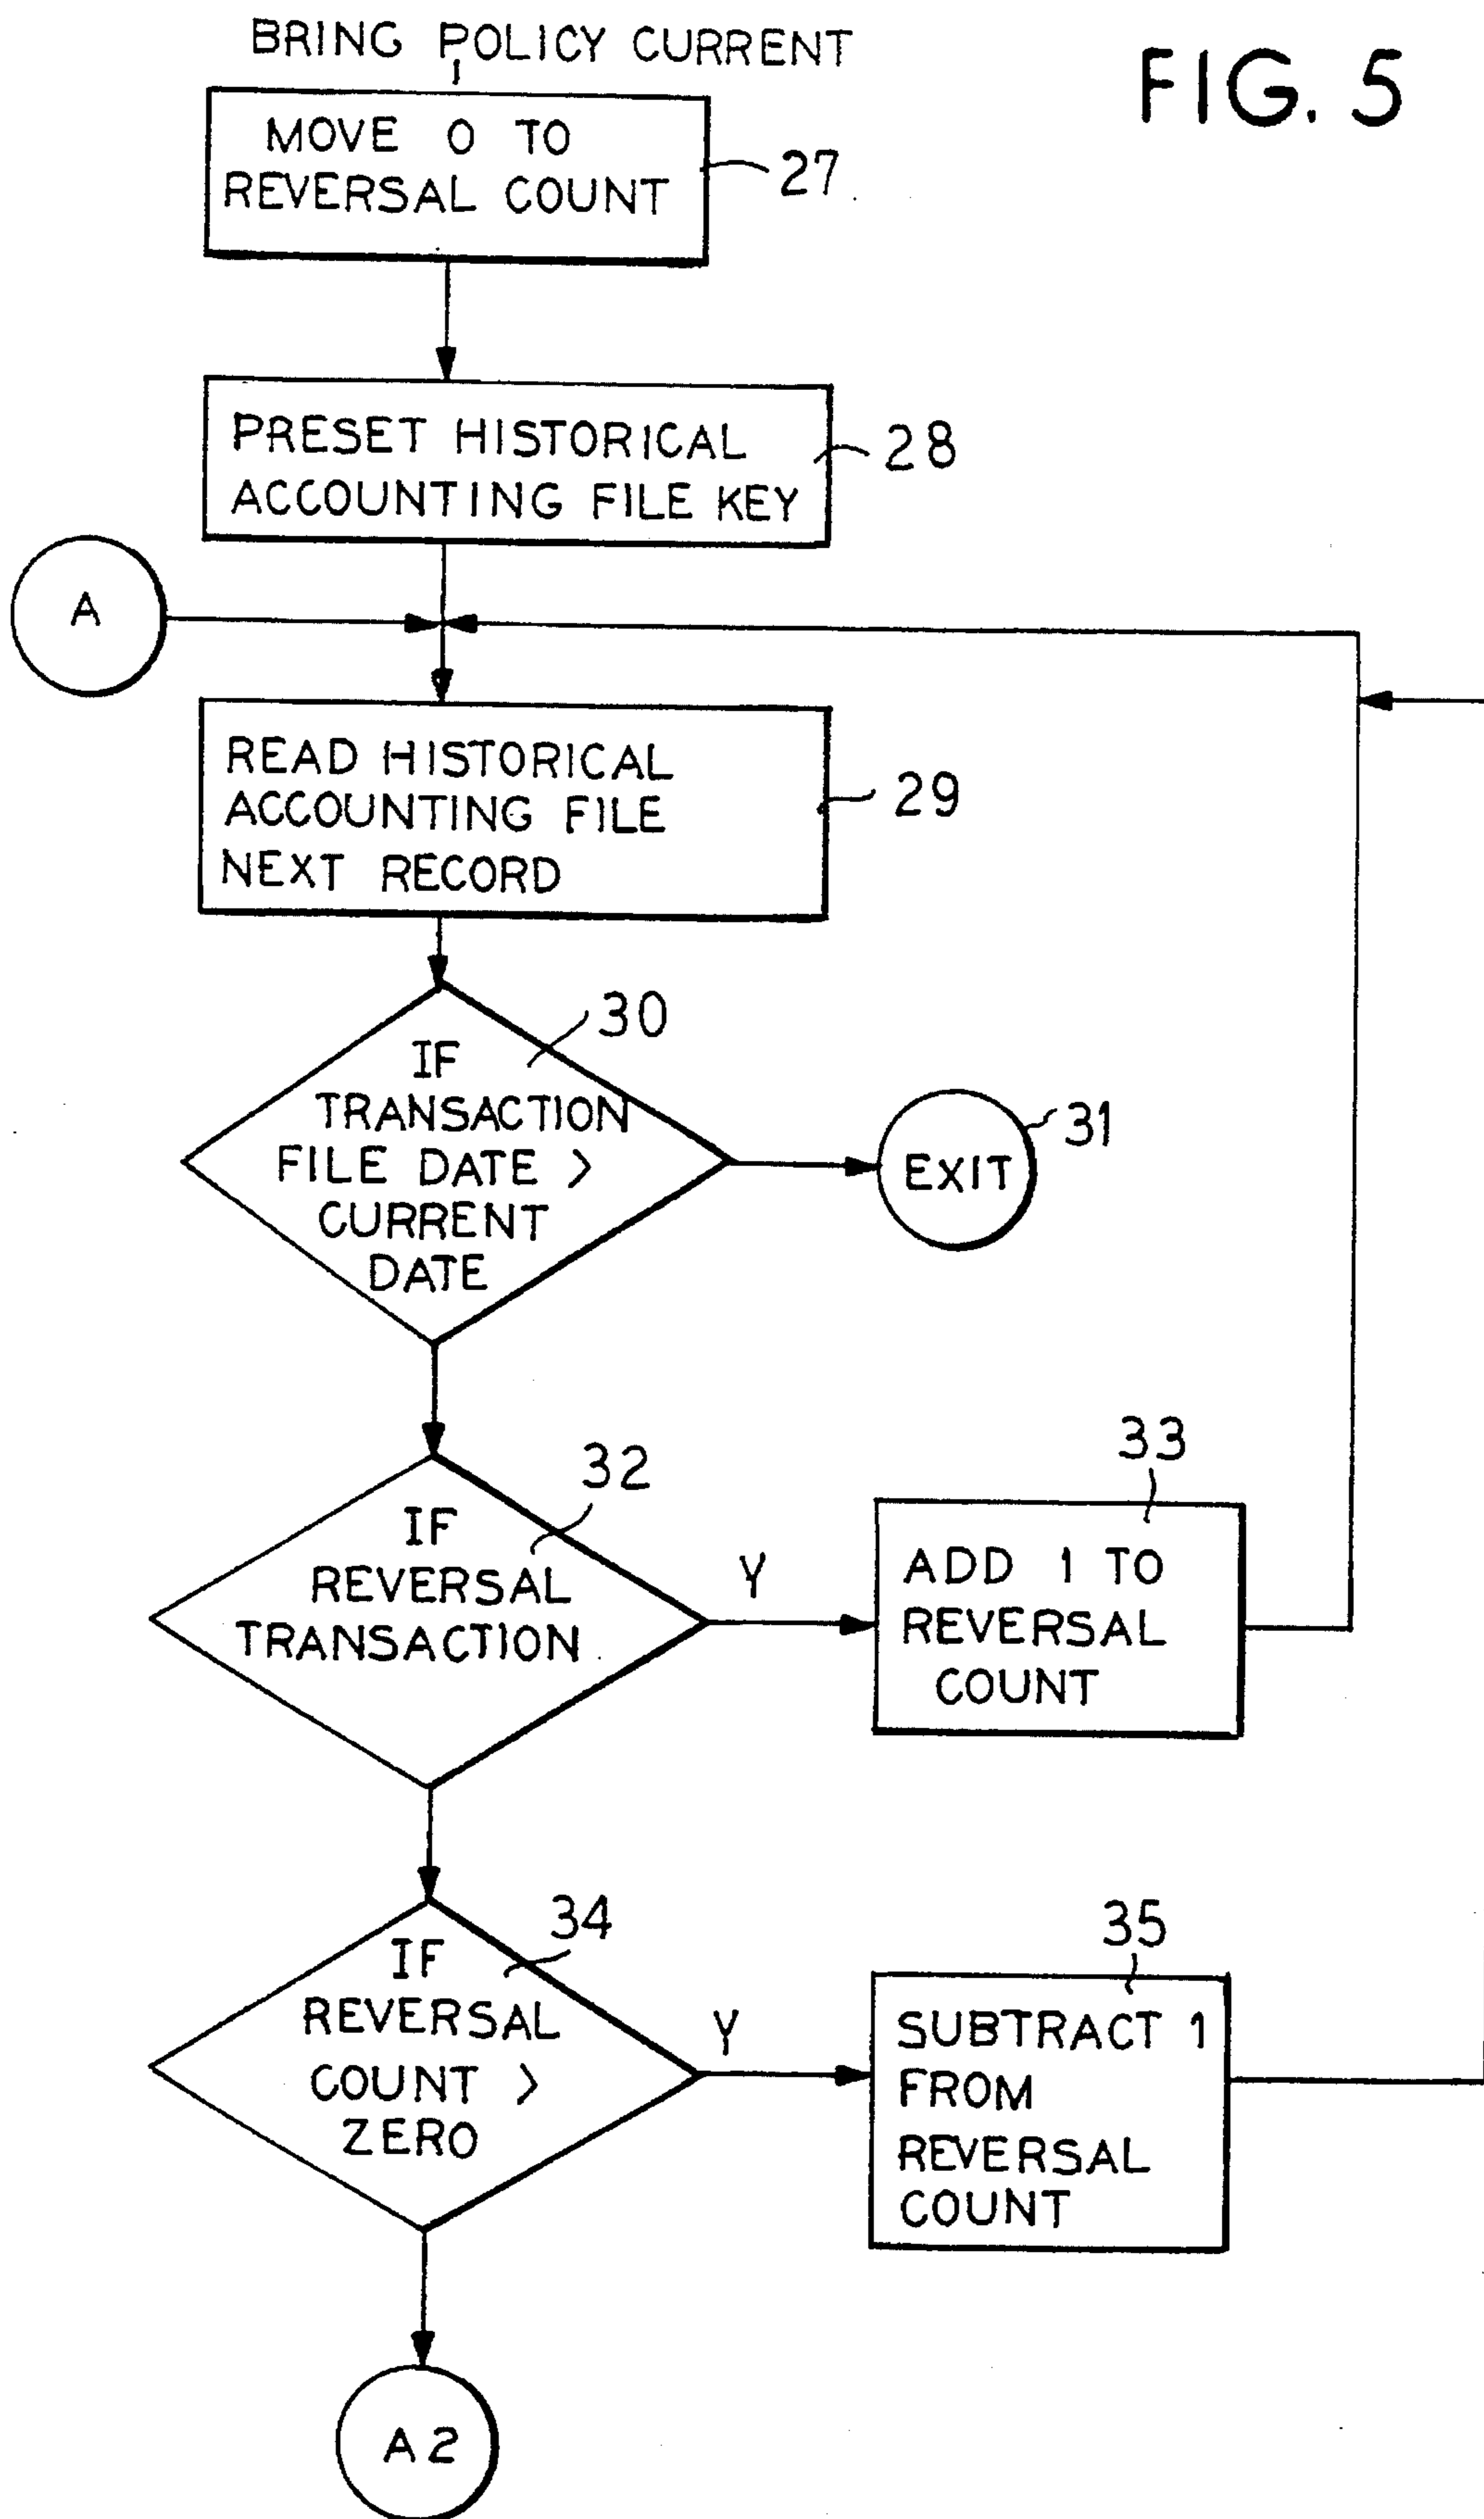 BRING POLICY CURRENT
FIG. 5
MOVE 0 TO
REVERSAL COUNT
27
PRESET HISTORICAL
ACCOUNTING FILE KEY
28
A
READ HISTORICAL
ACCOUNTING FILE
NEXT RECORD
29
30
IF
TRANSACTION
FILE DATE >
CURRENT
DATE
31
EXIT
32
IF
REVERSAL
TRANSACTION
Y
33
ADD 1 TO
REVERSAL
COUNT
34
IF
REVERSAL
COUNT >
ZERO
Y
35
SUBTRACT 1
FROM
REVERSAL
COUNT
A2